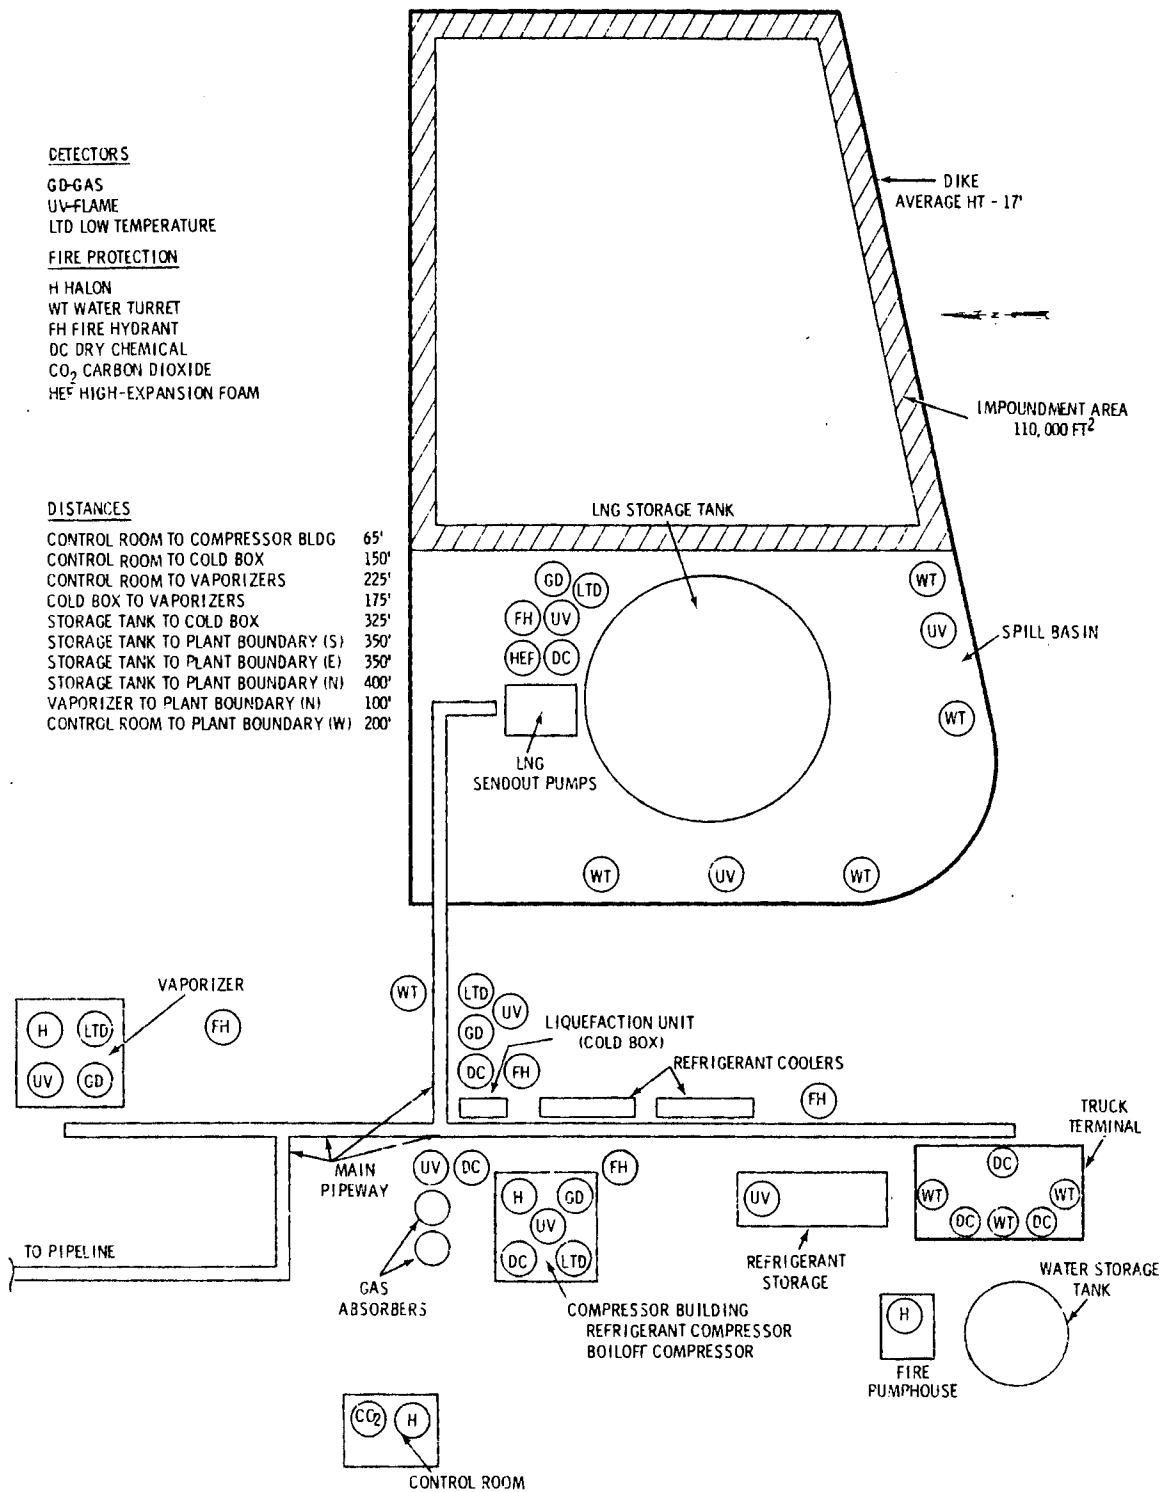 DETECTORS
GD-GAS
UV-FLAME
LTD LOW TEMPERATURE
FIRE PROTECTION
H HALON
WT WATER TURRET
FH FIRE HYDRANT
DC DRY CHEMICAL
CO2 CARBON DIOXIDE
HEF HIGH-EXPANSION FOAM
DIKE
AVERAGE HT - 17'
Z
IMPOUNDMENT AREA
110,000 FT2
DISTANCES
CONTROL ROOM TO COMPRESSOR BLDG 65'
CONTROL ROOM TO COLD BOX 150'
CONTROL ROOM TO VAPORIZERS 225'
COLD BOX TO VAPORIZERS 175'
STORAGE TANK TO COLD BOX 325'
STORAGE TANK TO PLANT BOUNDARY (S) 350'
STORAGE TANK TO PLANT BOUNDARY (E) 350'
STORAGE TANK TO PLANT BOUNDARY (N) 400'
VAPORIZER TO PLANT BOUNDARY (N) 100'
CONTROL ROOM TO PLANT BOUNDARY (W) 200'
LNG STORAGE TANK
GD
LTD
WT
FH
UV
UV
SPILL BASIN
HEF
DC
WT
LNG
SENDOUT PUMPS
WT
UV
WT
VAPORIZER
WT
LTD
UV
H
LTD
FH
GD
LIQUEFACTION UNIT
(COLD BOX)
REFRIGERANT COOLERS
UV
GD
DC
FH
FH
TRUCK
TERMINAL
MAIN
PIPEWAY
UV
DC
FH
DC
H
GD
UV
WT
WT
UV
DC
WT
DC
DC
LTD
TO PIPELINE
GAS
ABSORBERS
REFRIGERANT
STORAGE
WATER STORAGE
TANK
COMPRESSOR BUILDING
REFRIGERANT COMPRESSOR
BOILOFF COMPRESSOR
H
FIRE
PUMPHOUSE
CO2
H
CONTROL ROOM